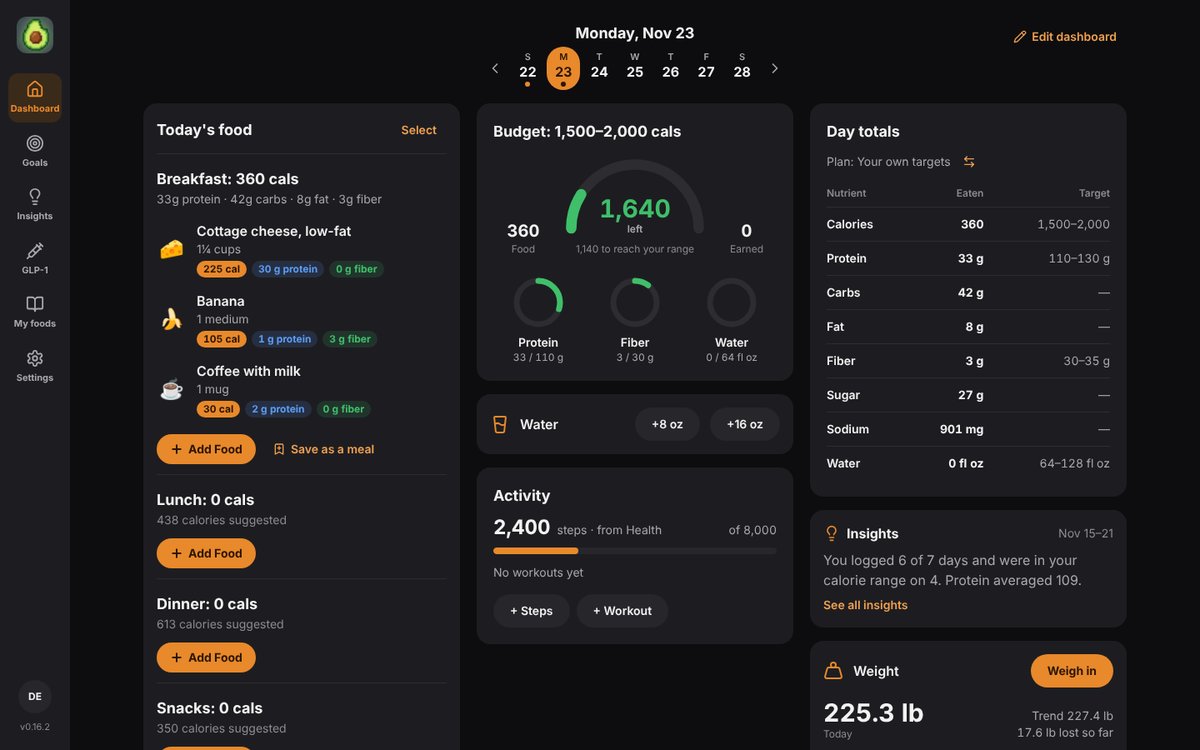 Dashboard
Goals
Insights
GLP-1
My foods
Settings
DE
v0.16.2
Monday, Nov 23
S M T W T F S
22 23 24 25 26 27 28
Edit dashboard
Today's food
Select
Breakfast: 360 cals
33g protein · 42g carbs · 8g fat · 3g fiber
Cottage cheese, low-fat
1¼ cups
225 cal 30 g protein 0 g fiber
Banana
1 medium
105 cal 1 g protein 3 g fiber
Coffee with milk
1 mug
30 cal 2 g protein 0 g fiber
+ Add Food
Save as a meal
Lunch: 0 cals
438 calories suggested
+ Add Food
Dinner: 0 cals
613 calories suggested
+ Add Food
Snacks: 0 cals
350 calories suggested
Budget: 1,500–2,000 cals
1,640
left
360
Food
1,140 to reach your range
0
Earned
Protein
33 / 110 g
Fiber
3 / 30 g
Water
0 / 64 fl oz
Water
+8 oz
+16 oz
Activity
2,400 steps · from Health of 8,000
No workouts yet
+ Steps
+ Workout
Day totals
Plan: Your own targets
Nutrient Eaten Target
Calories 360 1,500–2,000
Protein 33 g 110–130 g
Carbs 42 g —
Fat 8 g —
Fiber 3 g 30–35 g
Sugar 27 g —
Sodium 901 mg —
Water 0 fl oz 64–128 fl oz
Insights
Nov 15–21
You logged 6 of 7 days and were in your
calorie range on 4. Protein averaged 109.
See all insights
Weight
Weigh in
225.3 lb
Today
Trend 227.4 lb
17.6 lb lost so far